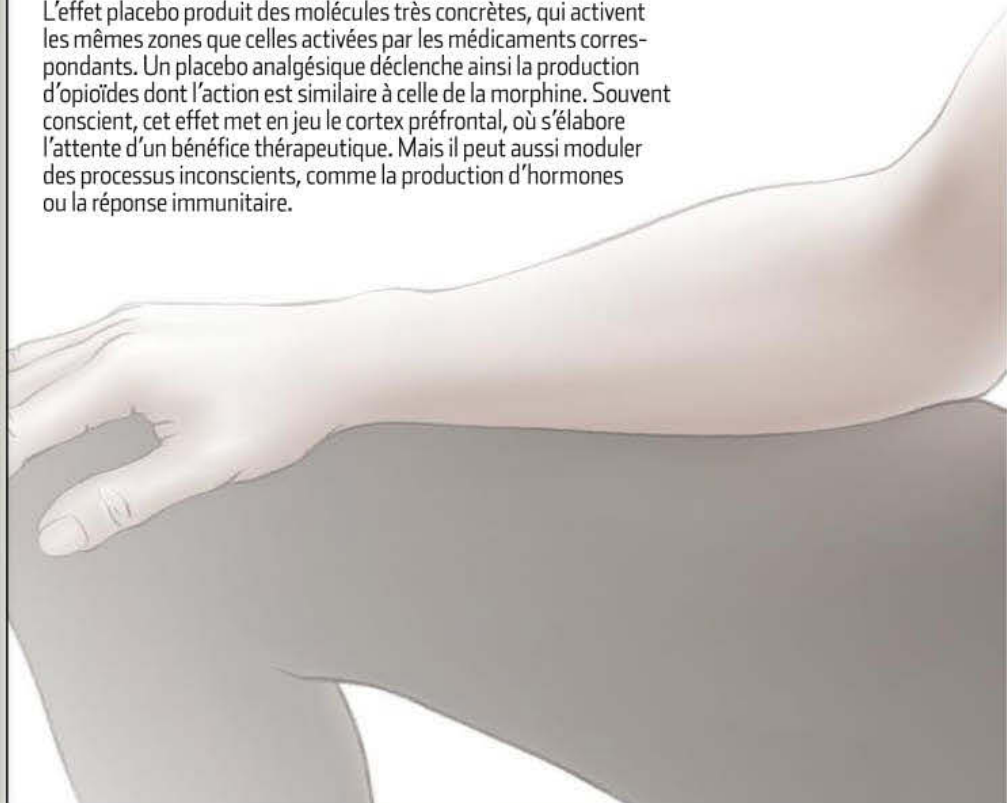 L'effet placebo produit des molécules très concrètes, qui activent
les mêmes zones que celles activées par les médicaments corres-
pondants. Un placebo analgésique déclenche ainsi la production
d'opioïdes dont l'action est similaire à celle de la morphine. Souvent
conscient, cet effet met en jeu le cortex préfrontal, où s'élabore
l'attente d'un bénéfice thérapeutique. Mais il peut aussi moduler
des processus inconscients, comme la production d'hormones
ou la réponse immunitaire.